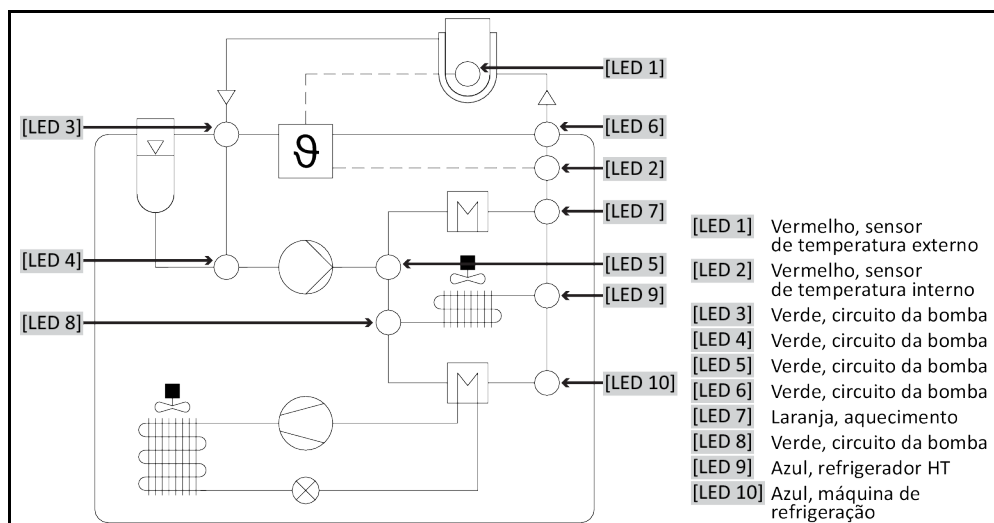 [LED 1]
[LED 3]
[LED 6]
ϑ
[LED 2]
[LED 7]
[LED 4]
[LED 5]
[LED 9]
[LED 8]
[LED 10]
[LED 1] Vermelho, sensor
de temperatura externo
[LED 2] Vermelho, sensor
de temperatura interno
[LED 3] Verde, circuito da bomba
[LED 4] Verde, circuito da bomba
[LED 5] Verde, circuito da bomba
[LED 6] Verde, circuito da bomba
[LED 7] Laranja, aquecimento
[LED 8] Verde, circuito da bomba
[LED 9] Azul, refrigerador HT
[LED 10] Azul, máquina de
refrigeração